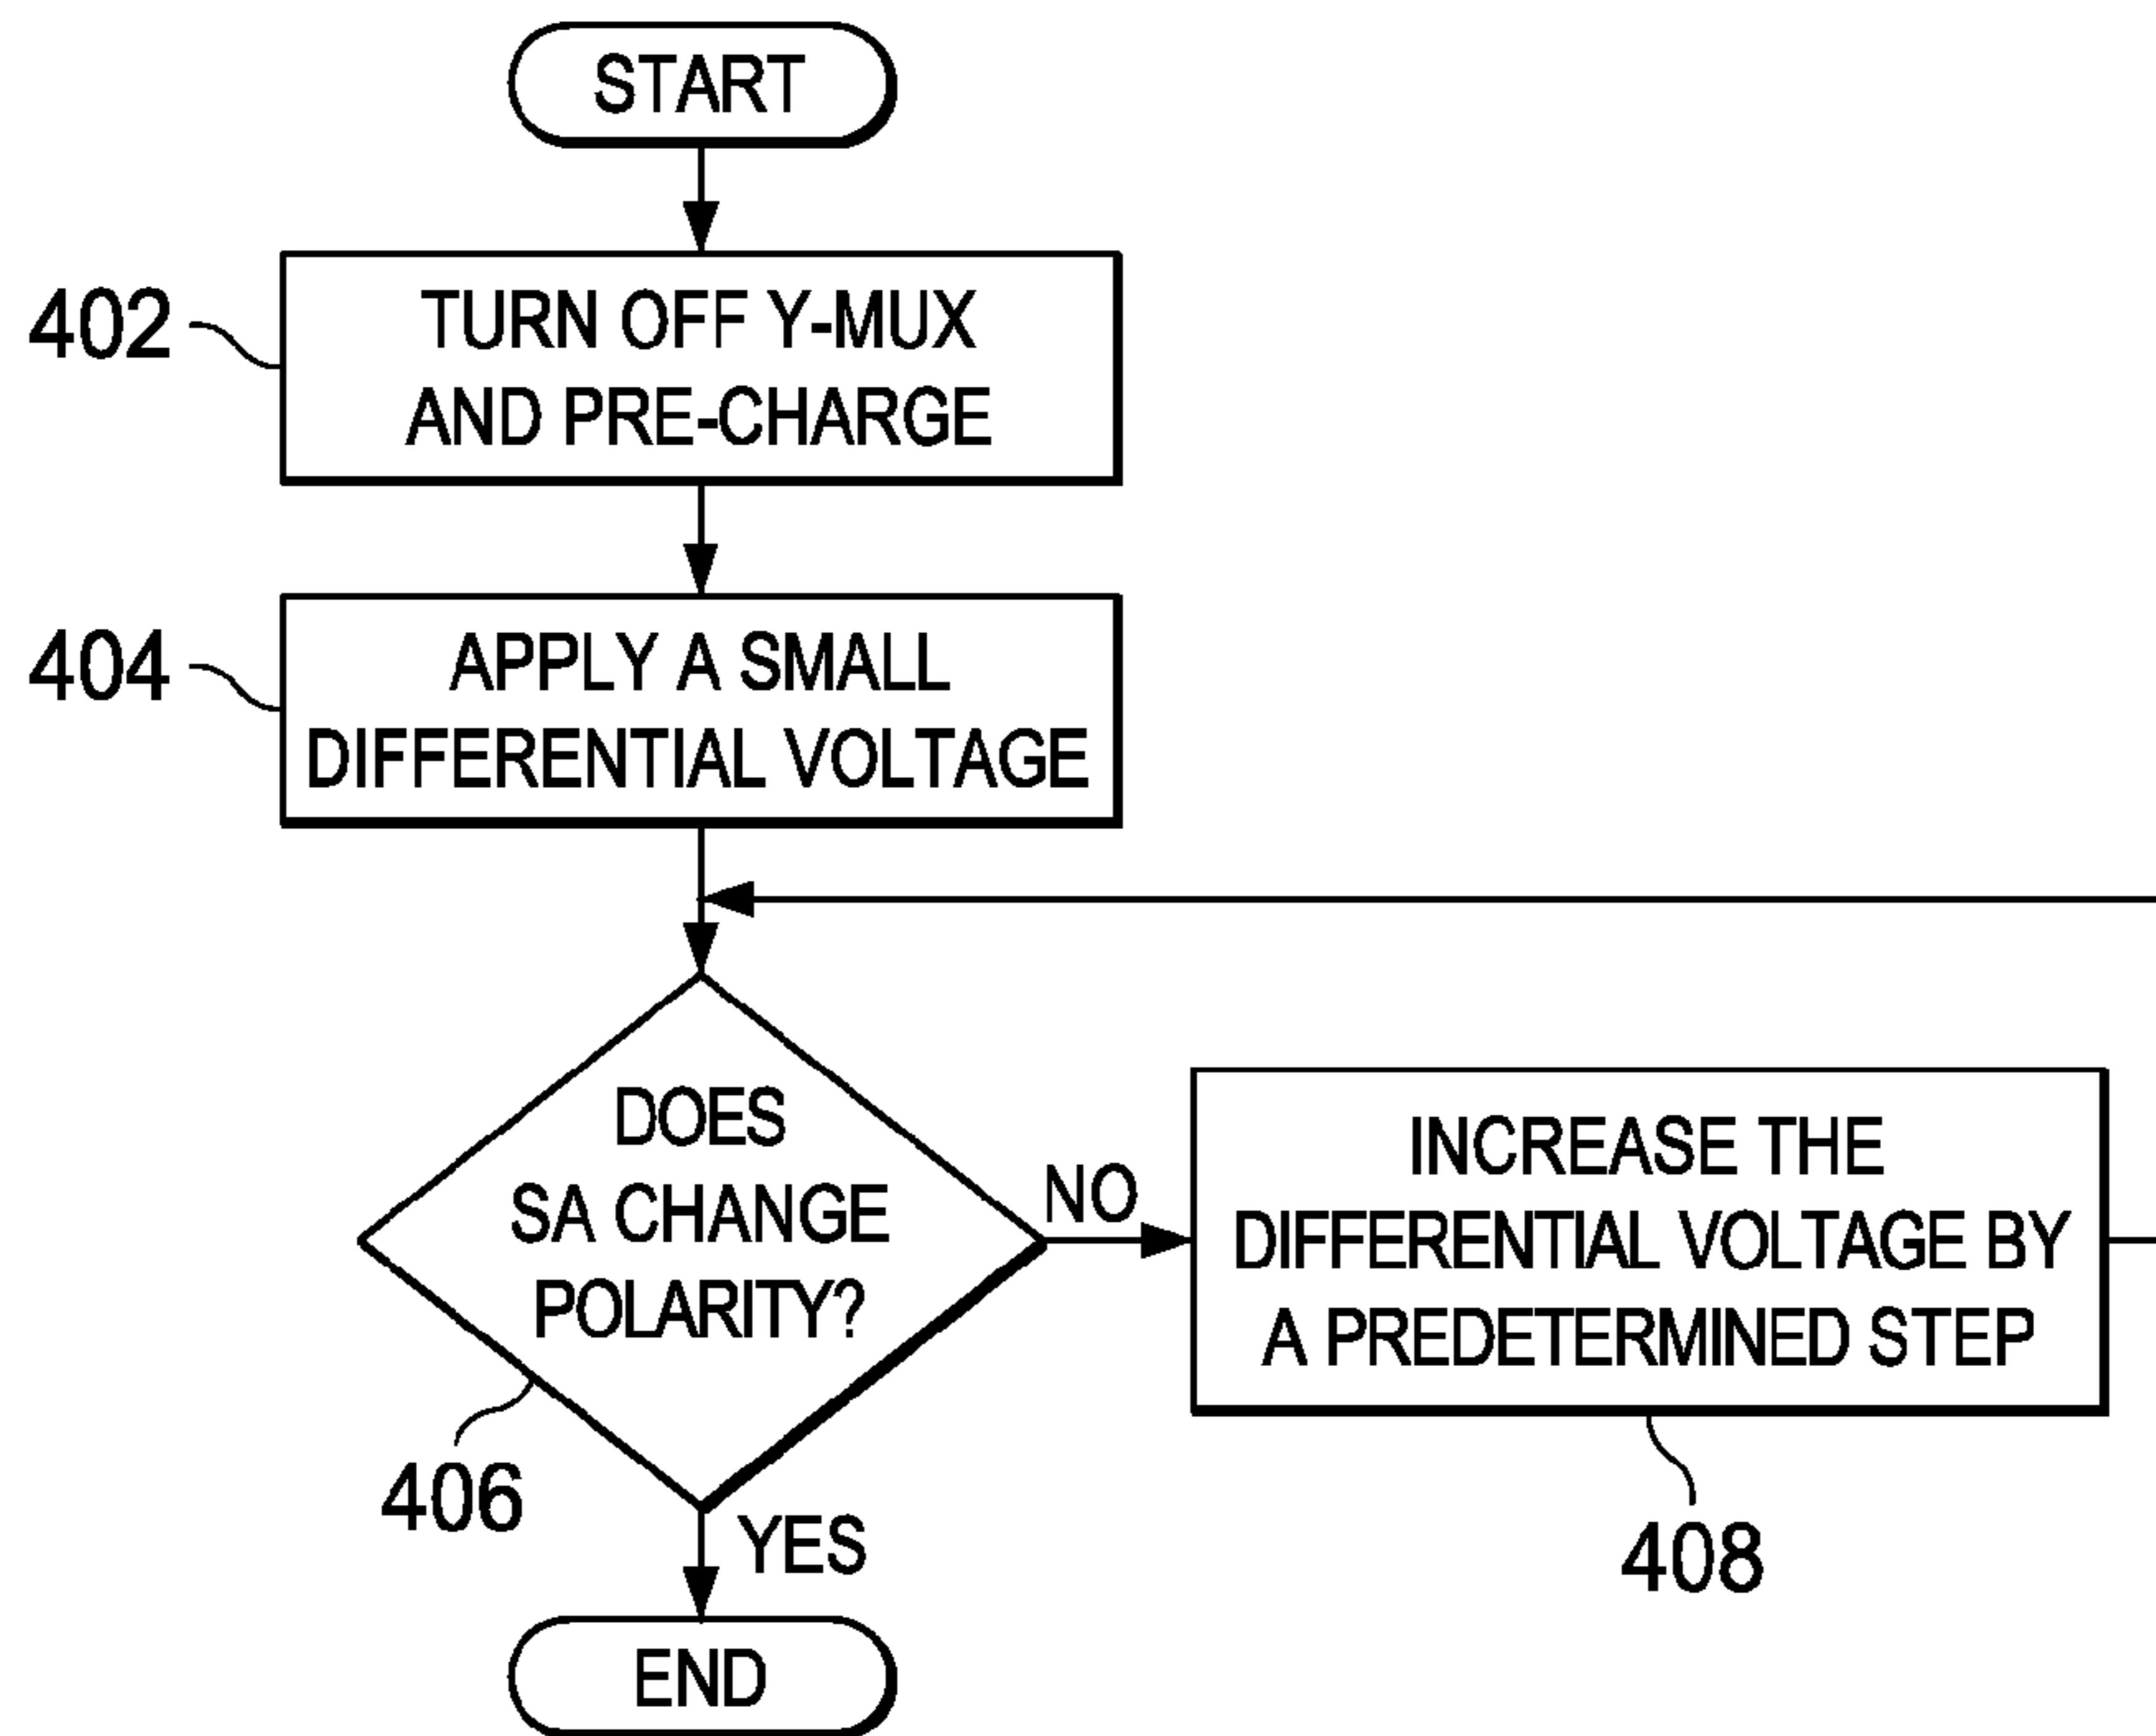 START
402
TURN OFF Y-MUX
AND PRE-CHARGE
404
APPLY A SMALL
DIFFERENTIAL VOLTAGE
DOES
SA CHANGE
POLARITY?
406
NO
INCREASE THE
DIFFERENTIAL VOLTAGE BY
A PREDETERMINED STEP
408
YES
END